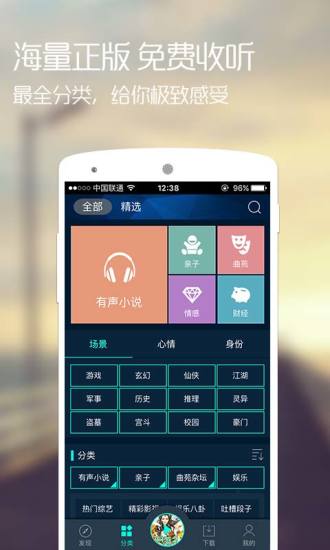 海量正版 免费收听
最全分类，给你极致感受
中国联通 12:38 96%
全部 精选
有声小说
亲子 曲苑
情感 财经
场景 心情 身份
游戏 玄幻 仙侠 江湖
军事 历史 推理 灵异
盗墓 宫斗 校园 豪门
分类
有声小说 亲子 曲苑杂坛 娱乐
热门综艺 精彩影视 娱乐八卦 吐槽段子
发现 分类 下载 我的